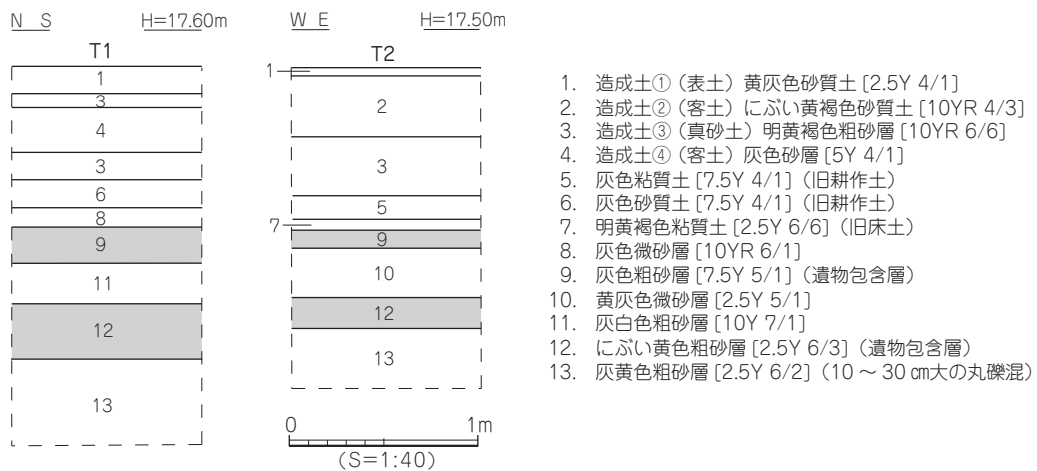 N S H=17.60m
T1
1
3
4
3
6
8
9
11
12
13
W E H=17.50m
T2
1
2
3
5
7
9
10
12
13
0 1m
(S=1:40)
1. 造成土①（表土）黄灰色砂質土 [2.5Y 4/1]
2. 造成土②（客土）にぶい黄褐色砂質土 [10YR 4/3]
3. 造成土③（真砂土）明黄褐色粗砂層 [10YR 6/6]
4. 造成土④（客土）灰色砂層 [5Y 4/1]
5. 灰色粘質土 [7.5Y 4/1]（旧耕作土）
6. 灰色砂質土 [7.5Y 4/1]（旧耕作土）
7. 明黄褐色粘質土 [2.5Y 6/6]（旧床土）
8. 灰色微砂層 [10YR 6/1]
9. 灰色粗砂層 [7.5Y 5/1]（遺物包含層）
10. 黄灰色微砂層 [2.5Y 5/1]
11. 灰白色粗砂層 [10Y 7/1]
12. にぶい黄色粗砂層 [2.5Y 6/3]（遺物包含層）
13. 灰黄色粗砂層 [2.5Y 6/2]（10 ～ 30 ㎝大の丸礫混）